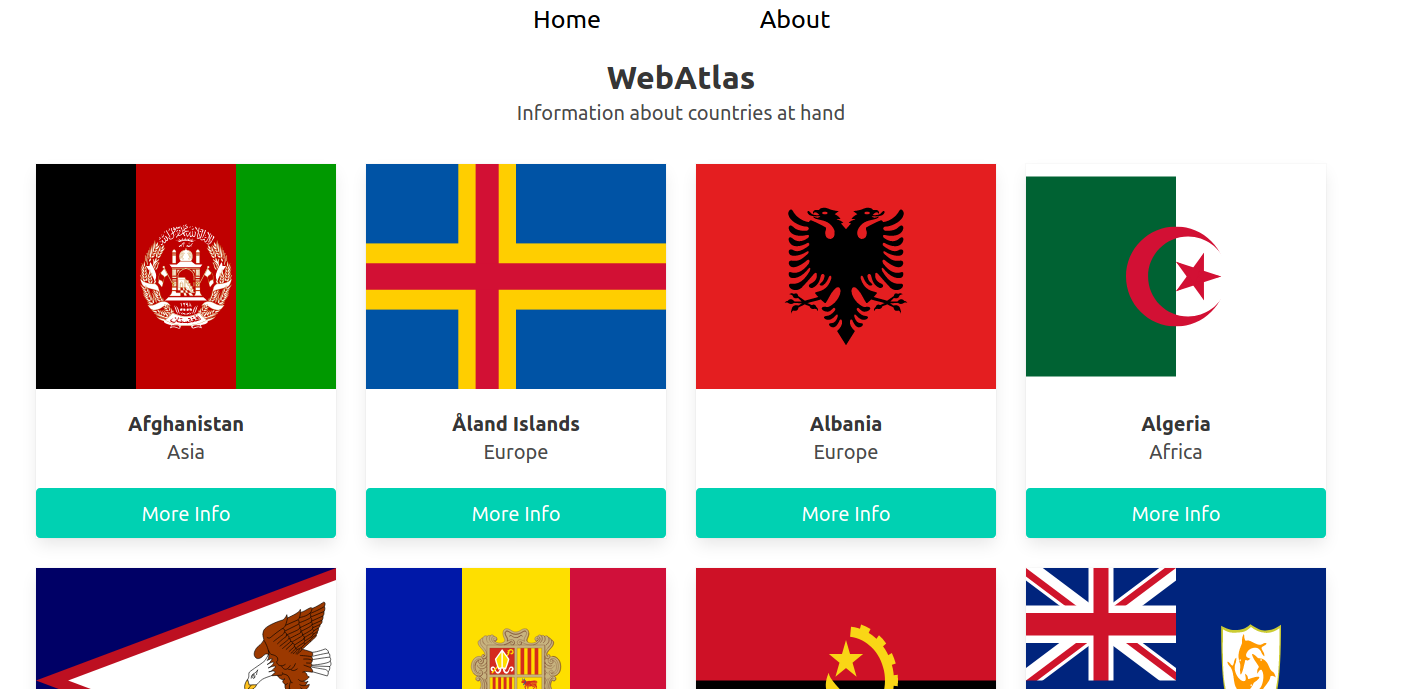 Home About
WebAtlas
Information about countries at hand
Afghanistan
Asia
More Info
Åland Islands
Europe
More Info
Albania
Europe
More Info
Algeria
Africa
More Info